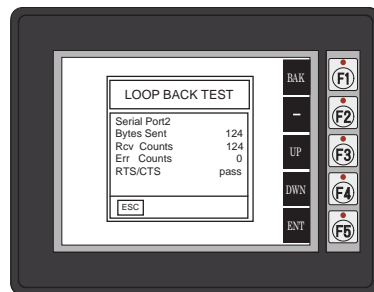 LOOP BACK TEST
Serial Port2
Bytes Sent 124
Rcv Counts 124
Err Counts 0
RTS/CTS pass
ESC
BAK
–
UP
DWN
ENT
F1
F2
F3
F4
F5